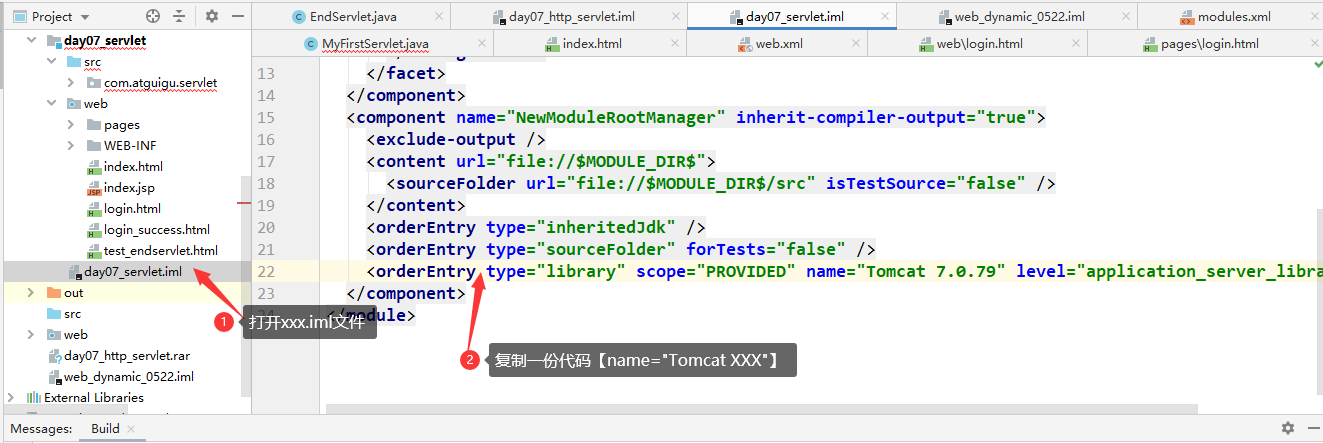 Project
EndServlet.java
day07_http_servlet.iml
day07_servlet.iml
web_dynamic_0522.iml
modules.xml
MyFirstServlet.java
index.html
web.xml
web\login.html
pages\login.html
day07_servlet
src
com.atguigu.servlet
web
pages
WEB-INF
index.html
index.jsp
login.html
login_success.html
test_endservlet.html
day07_servlet.iml
out
src
web
day07_http_servlet.rar
web_dynamic_0522.iml
External Libraries
13 </facet>
14 </component>
15 <component name="NewModuleRootManager" inherit-compiler-output="true">
16 <exclude-output />
17 <content url="file://$MODULE_DIR$">
18 <sourceFolder url="file://$MODULE_DIR$/src" isTestSource="false" />
19 </content>
20 <orderEntry type="inheritedJdk" />
21 <orderEntry type="sourceFolder" forTests="false" />
22 <orderEntry type="library" scope="PROVIDED" name="Tomcat 7.0.79" level="application_server_libra
23 </component>
24 </module>
1 打开xxx.iml文件
2 复制一份代码【name="Tomcat XXX"】
Messages: Build